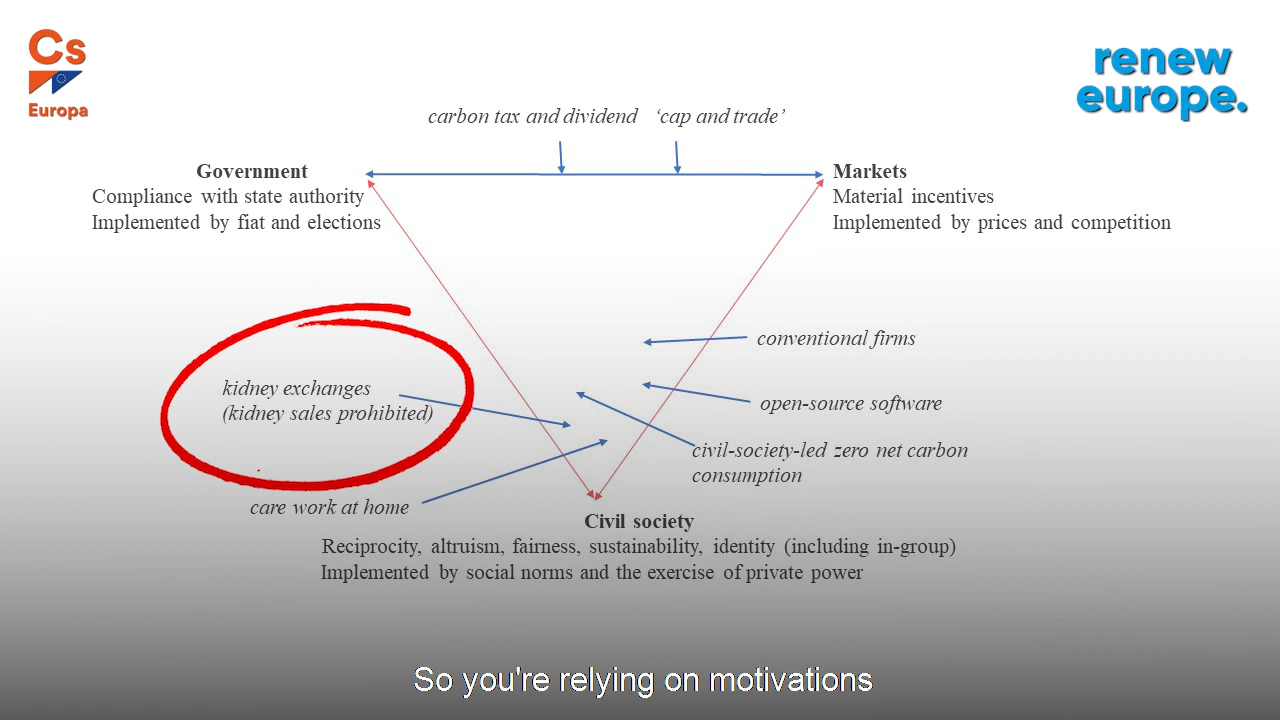 Cs
Europa
renew
europe.
carbon tax and dividend ‘cap and trade’
Government
Compliance with state authority
Implemented by fiat and elections
Markets
Material incentives
Implemented by prices and competition
conventional firms
kidney exchanges
(kidney sales prohibited)
open-source software
civil-society-led zero net carbon
consumption
care work at home
Civil society
Reciprocity, altruism, fairness, sustainability, identity (including in-group)
Implemented by social norms and the exercise of private power
So you're relying on motivations